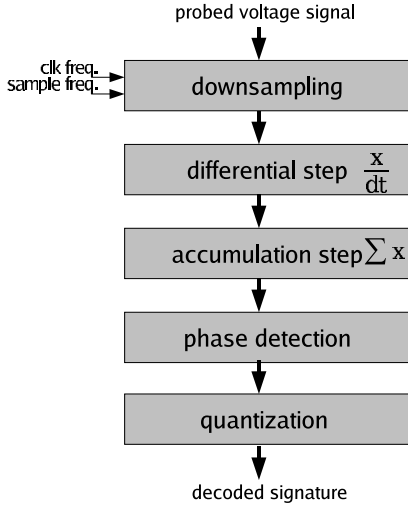 probed voltage signal
clk freq.
sample freq.
downsampling
differential step x/dt
accumulation step ∑ x
phase detection
quantization
decoded signature